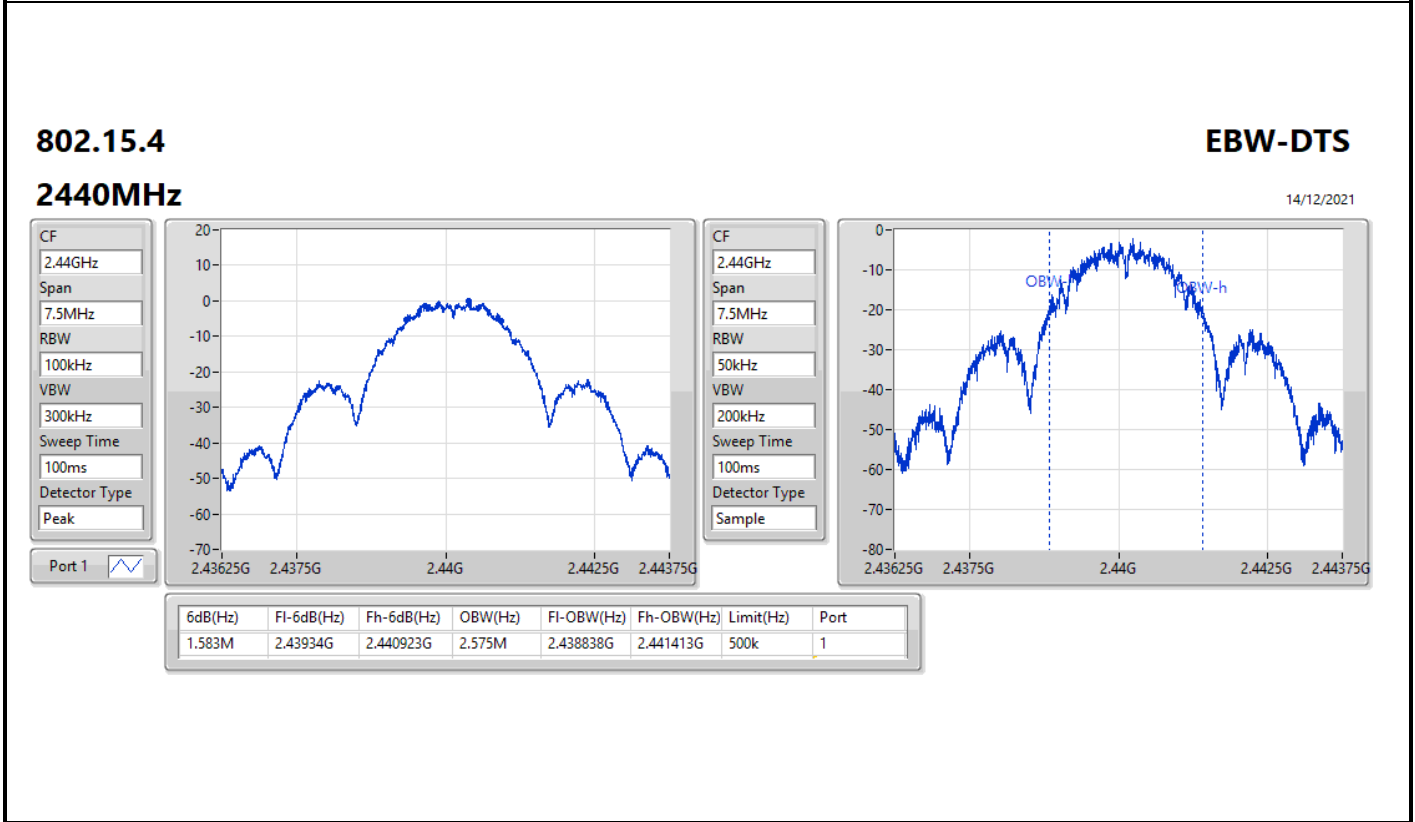 802.15.4
EBW-DTS
2440MHz
14/12/2021
CF
2.44GHz
Span
7.5MHz
RBW
100kHz
VBW
300kHz
Sweep Time
100ms
Detector Type
Peak
Port 1
20
10
0
-10
-20
-30
-40
-50
-60
-70
2.43625G 2.4375G 2.44G 2.4425G 2.44375G
CF
2.44GHz
Span
7.5MHz
RBW
50kHz
VBW
200kHz
Sweep Time
100ms
Detector Type
Sample
0
-10
-20
-30
-40
-50
-60
-70
-80
OBW-h
2.43625G 2.4375G 2.44G 2.4425G 2.44375G
6dB(Hz) Fl-6dB(Hz) Fh-6dB(Hz) OBW(Hz) Fl-OBW(Hz) Fh-OBW(Hz) Limit(Hz) Port
1.583M 2.43934G 2.440923G 2.575M 2.438838G 2.441413G 500k 1